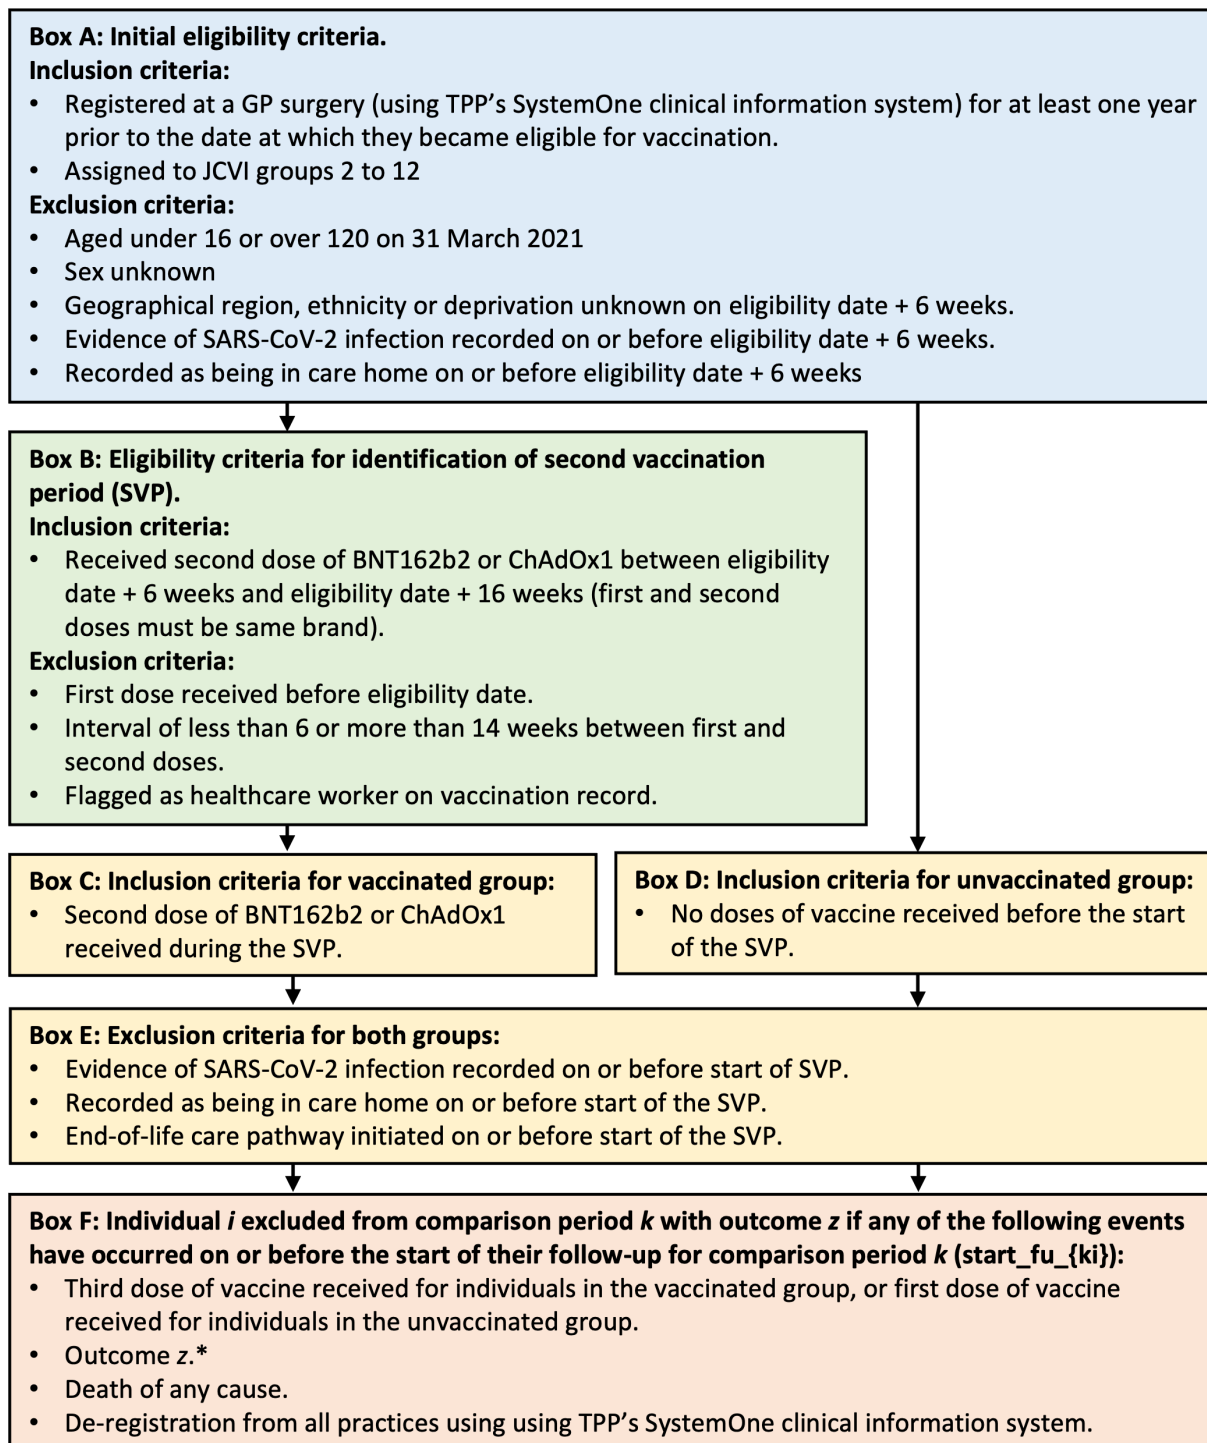 Box A: Initial eligibility criteria.
Inclusion criteria:
• Registered at a GP surgery (using TPP’s SystemOne clinical information system) for at least one year
prior to the date at which they became eligible for vaccination.
• Assigned to JCVI groups 2 to 12
Exclusion criteria:
• Aged under 16 or over 120 on 31 March 2021
• Sex unknown
• Geographical region, ethnicity or deprivation unknown on eligibility date + 6 weeks.
• Evidence of SARS-CoV-2 infection recorded on or before eligibility date + 6 weeks.
• Recorded as being in care home on or before eligibility date + 6 weeks
Box B: Eligibility criteria for identification of second vaccination
period (SVP).
Inclusion criteria:
• Received second dose of BNT162b2 or ChAdOx1 between eligibility
date + 6 weeks and eligibility date + 16 weeks (first and second
doses must be same brand).
Exclusion criteria:
• First dose received before eligibility date.
• Interval of less than 6 or more than 14 weeks between first and
second doses.
• Flagged as healthcare worker on vaccination record.
Box C: Inclusion criteria for vaccinated group:
• Second dose of BNT162b2 or ChAdOx1
received during the SVP.
Box D: Inclusion criteria for unvaccinated group:
• No doses of vaccine received before the start
of the SVP.
Box E: Exclusion criteria for both groups:
• Evidence of SARS-CoV-2 infection recorded on or before start of SVP.
• Recorded as being in care home on or before start of the SVP.
• End-of-life care pathway initiated on or before start of the SVP.
Box F: Individual i excluded from comparison period k with outcome z if any of the following events
have occurred on or before the start of their follow-up for comparison period k (start_fu_{ki}):
• Third dose of vaccine received for individuals in the vaccinated group, or first dose of vaccine
received for individuals in the unvaccinated group.
• Outcome z.*
• Death of any cause.
• De-registration from all practices using using TPP’s SystemOne clinical information system.